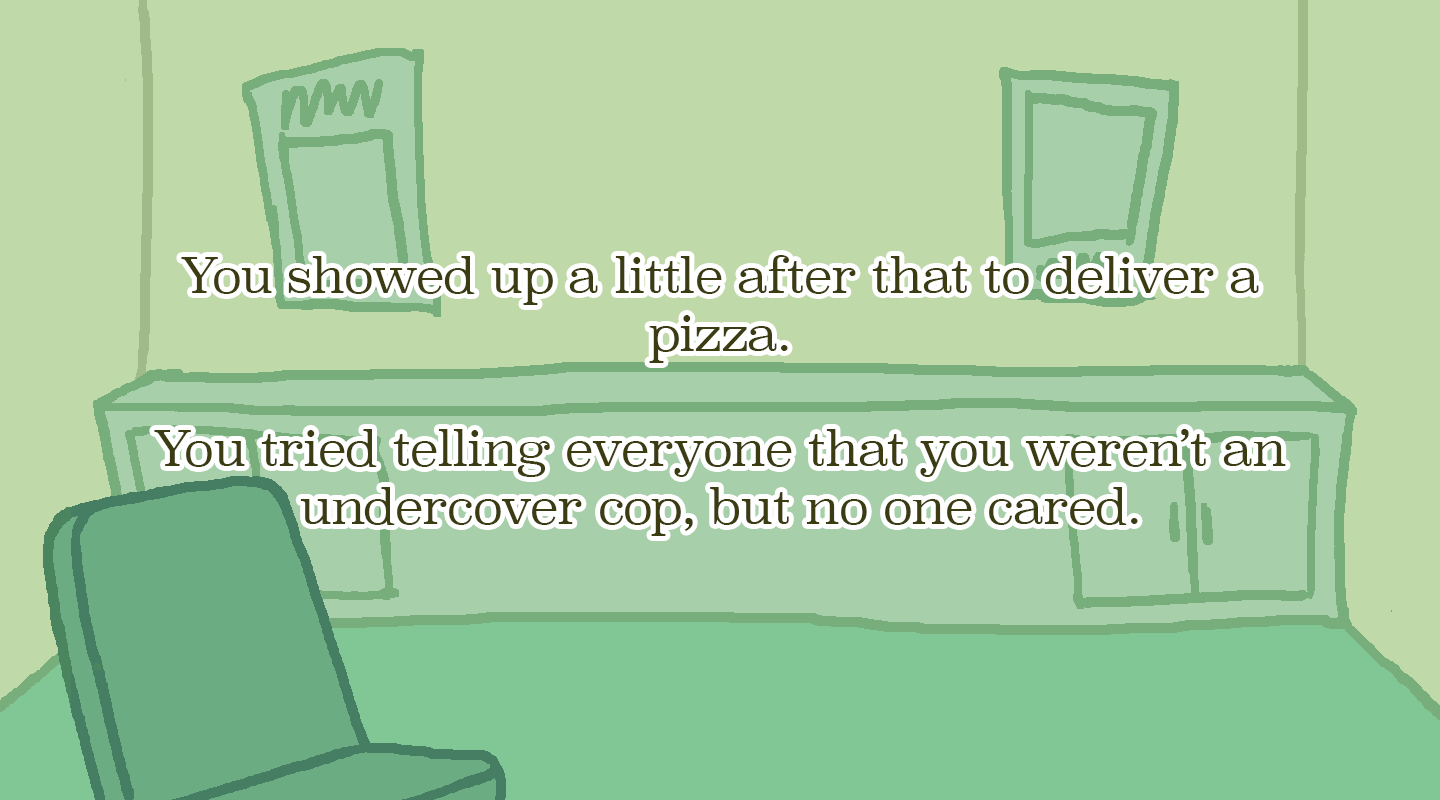 You showed up a little after that to deliver a
pizza.
You tried telling everyone that you weren’t an
undercover cop, but no one cared.